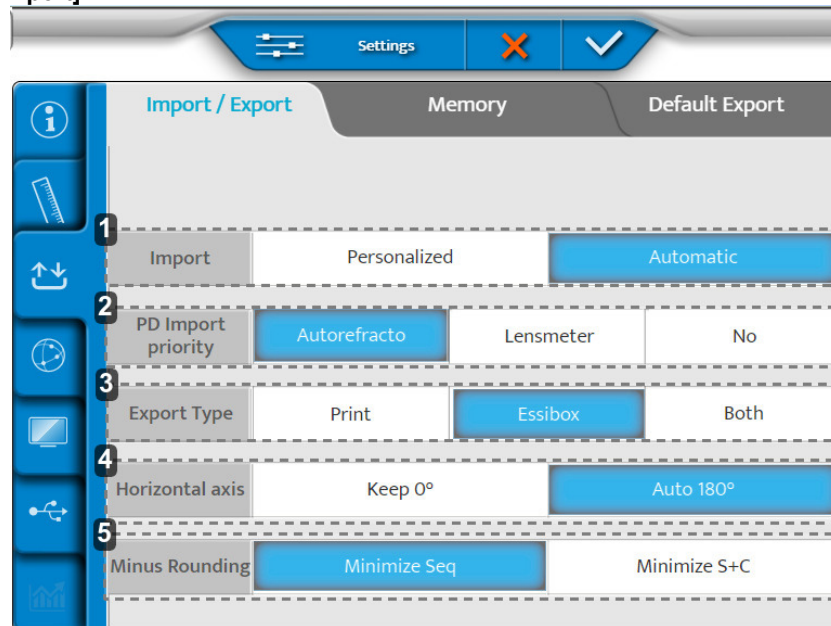 Settings
Import / Export Memory Default Export
1
Import Personalized Automatic
2
PD Import
priority
Autorefracto Lensmeter No
3
Export Type Print Essibox Both
4
Horizontal axis Keep 0° Auto 180°
5
Minus Rounding Minimize Seq Minimize S+C